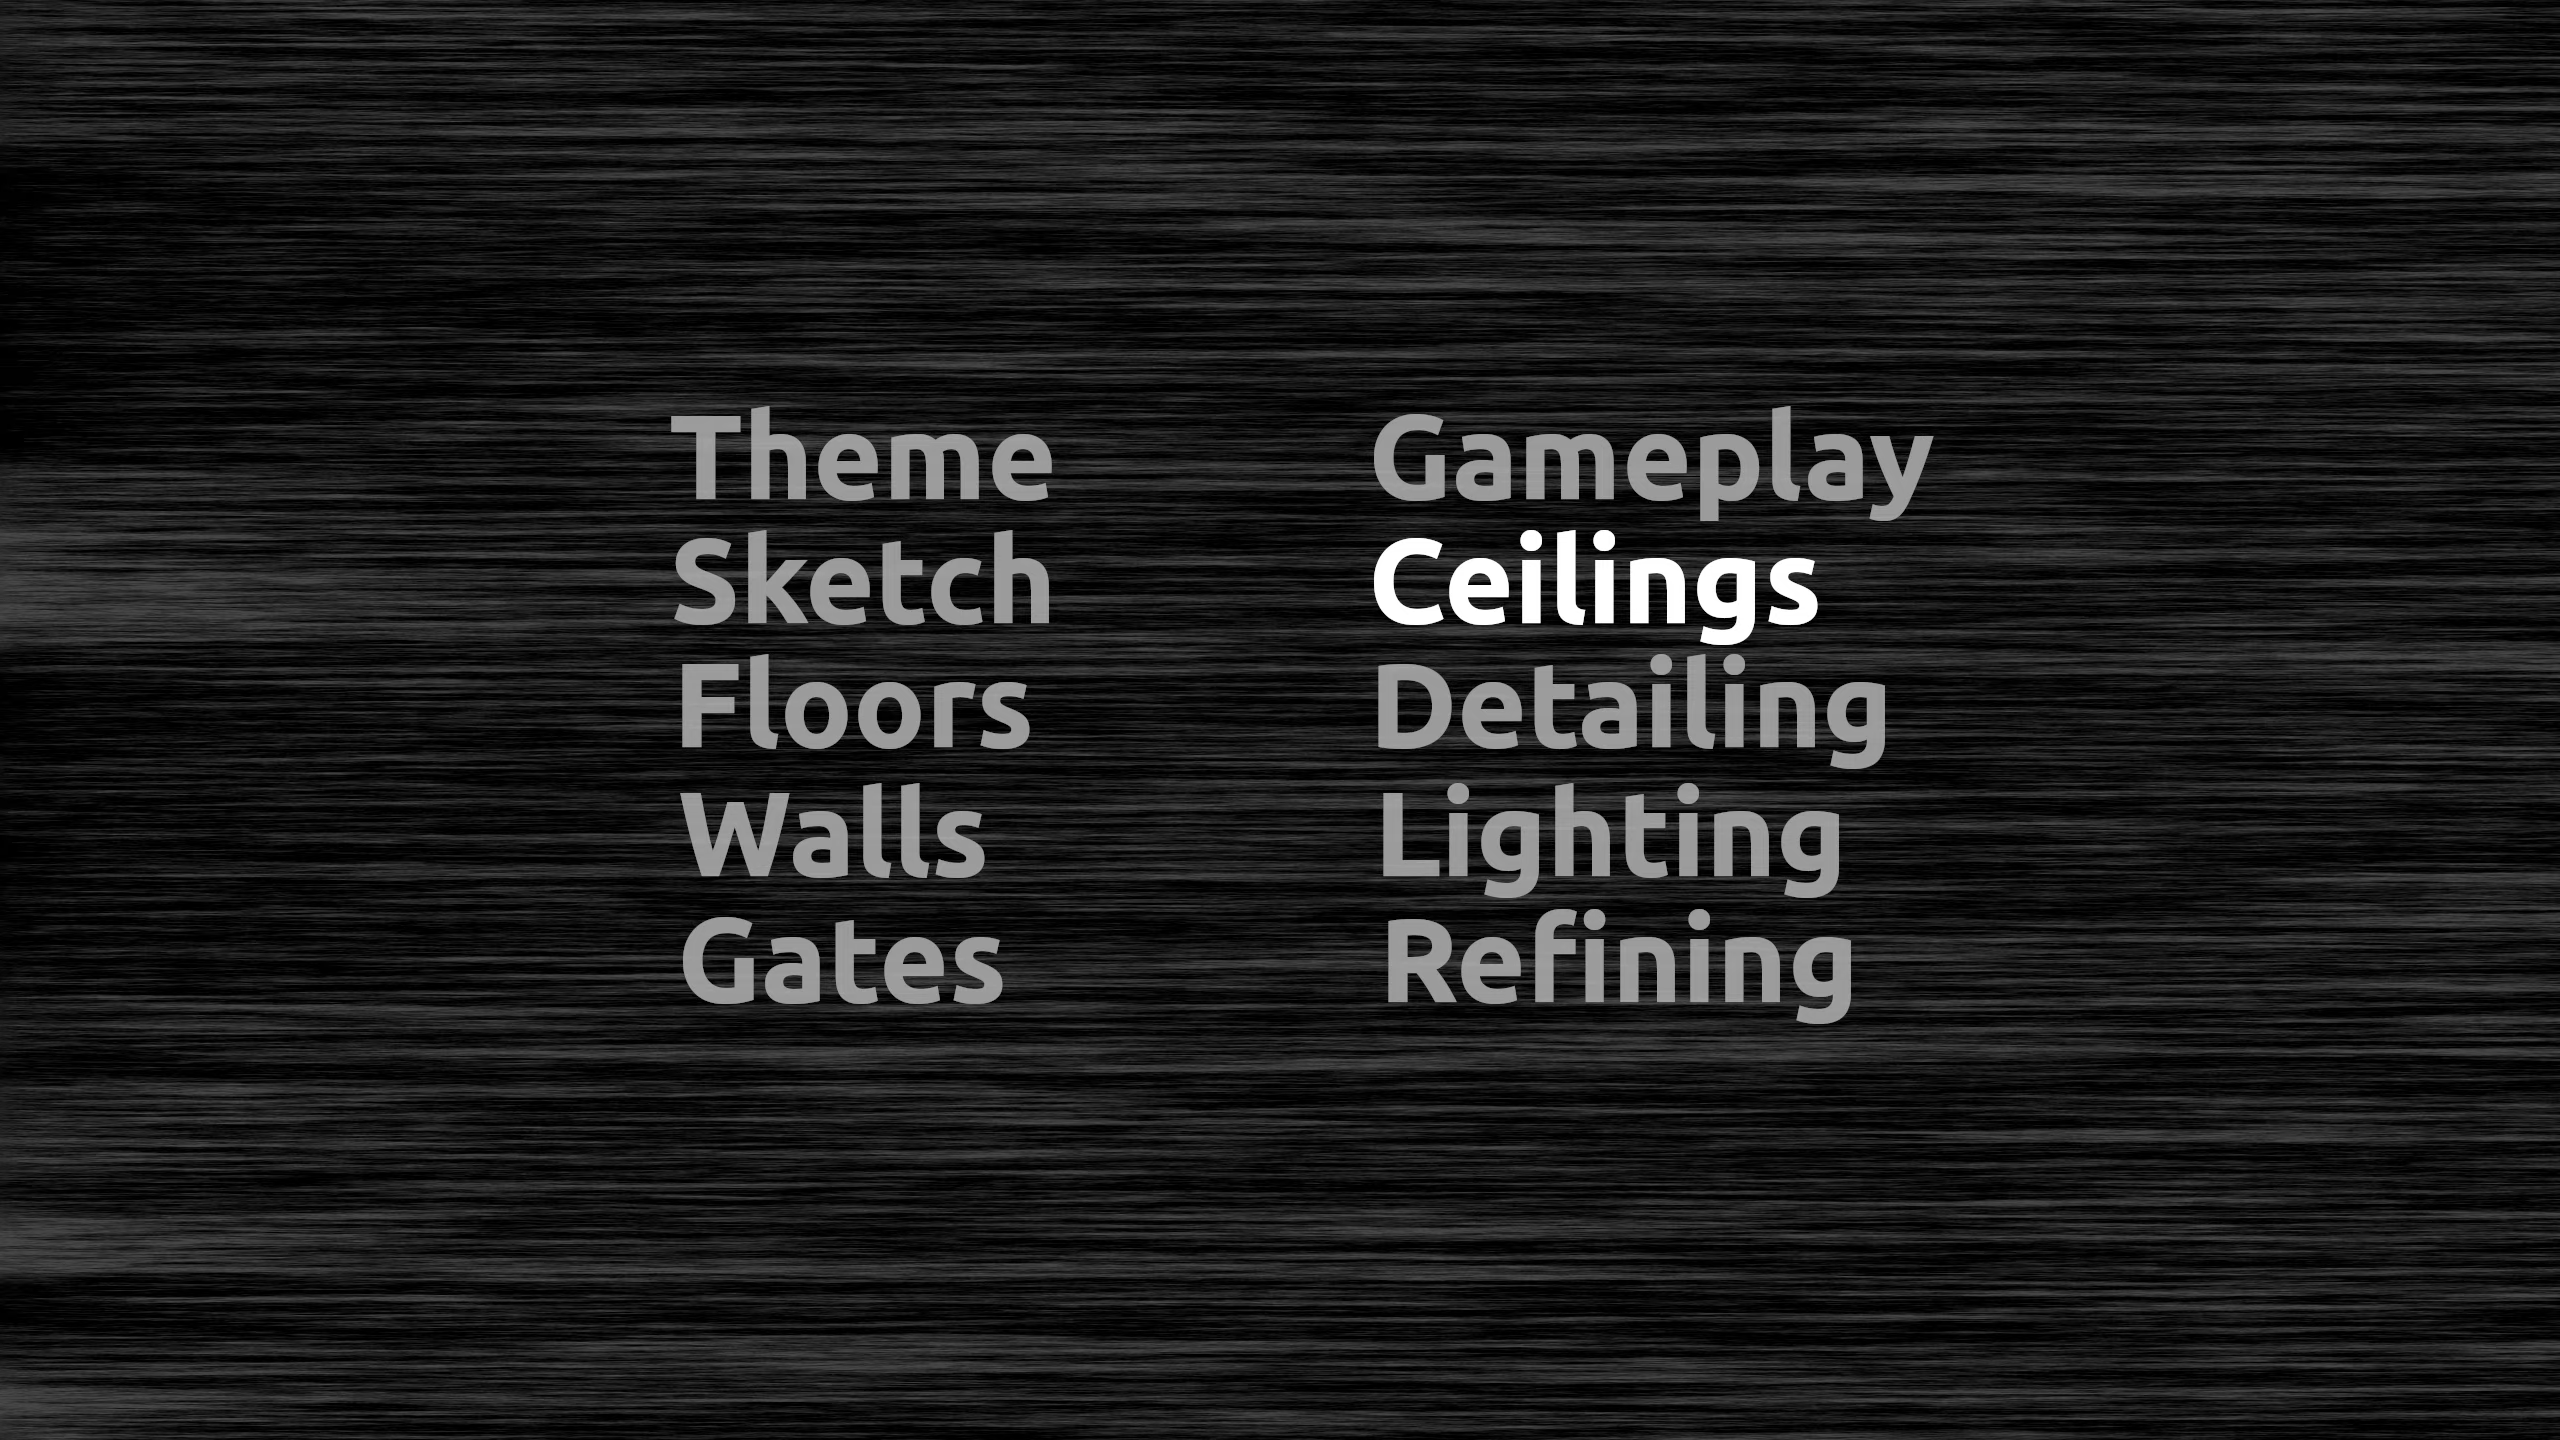 Theme
Sketch
Floors
Walls
Gates
Gameplay
Ceilings
Detailing
Lighting
Refining